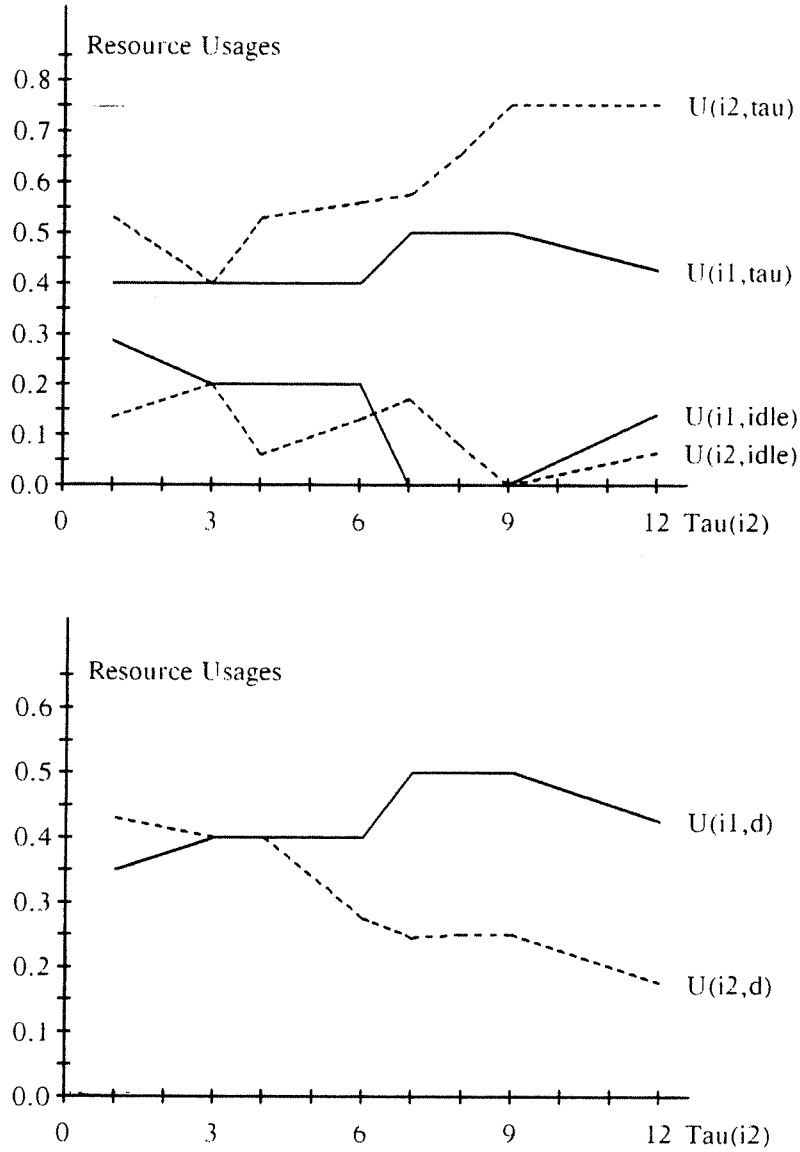 Resource Usages
0.8
0.7
0.6
0.5
0.4
0.3
0.2
0.1
0.0
U(i2,tau)
U(i1,tau)
U(i1,idle)
U(i2,idle)
0 3 6 9 12 Tau(i2)
Resource Usages
0.6
0.5
0.4
0.3
0.2
0.1
0.0
U(i1,d)
U(i2,d)
0 3 6 9 12 Tau(i2)